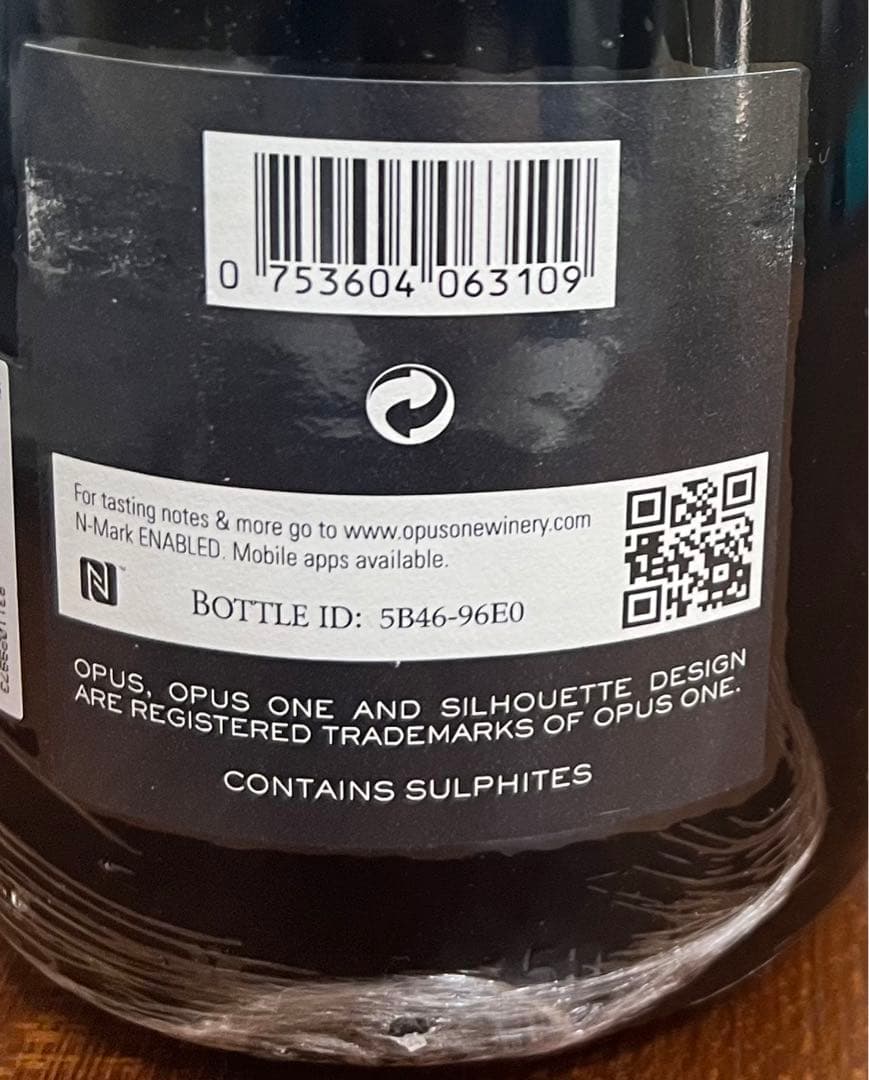 0 753604 063109
For tasting notes & more go to www.opusonewinery.com
N-Mark ENABLED. Mobile apps available.
N™
BOTTLE ID: 5B46-96E0
OPUS, OPUS ONE AND SILHOUETTE DESIGN
ARE REGISTERED TRADEMARKS OF OPUS ONE.
CONTAINS SULPHITES